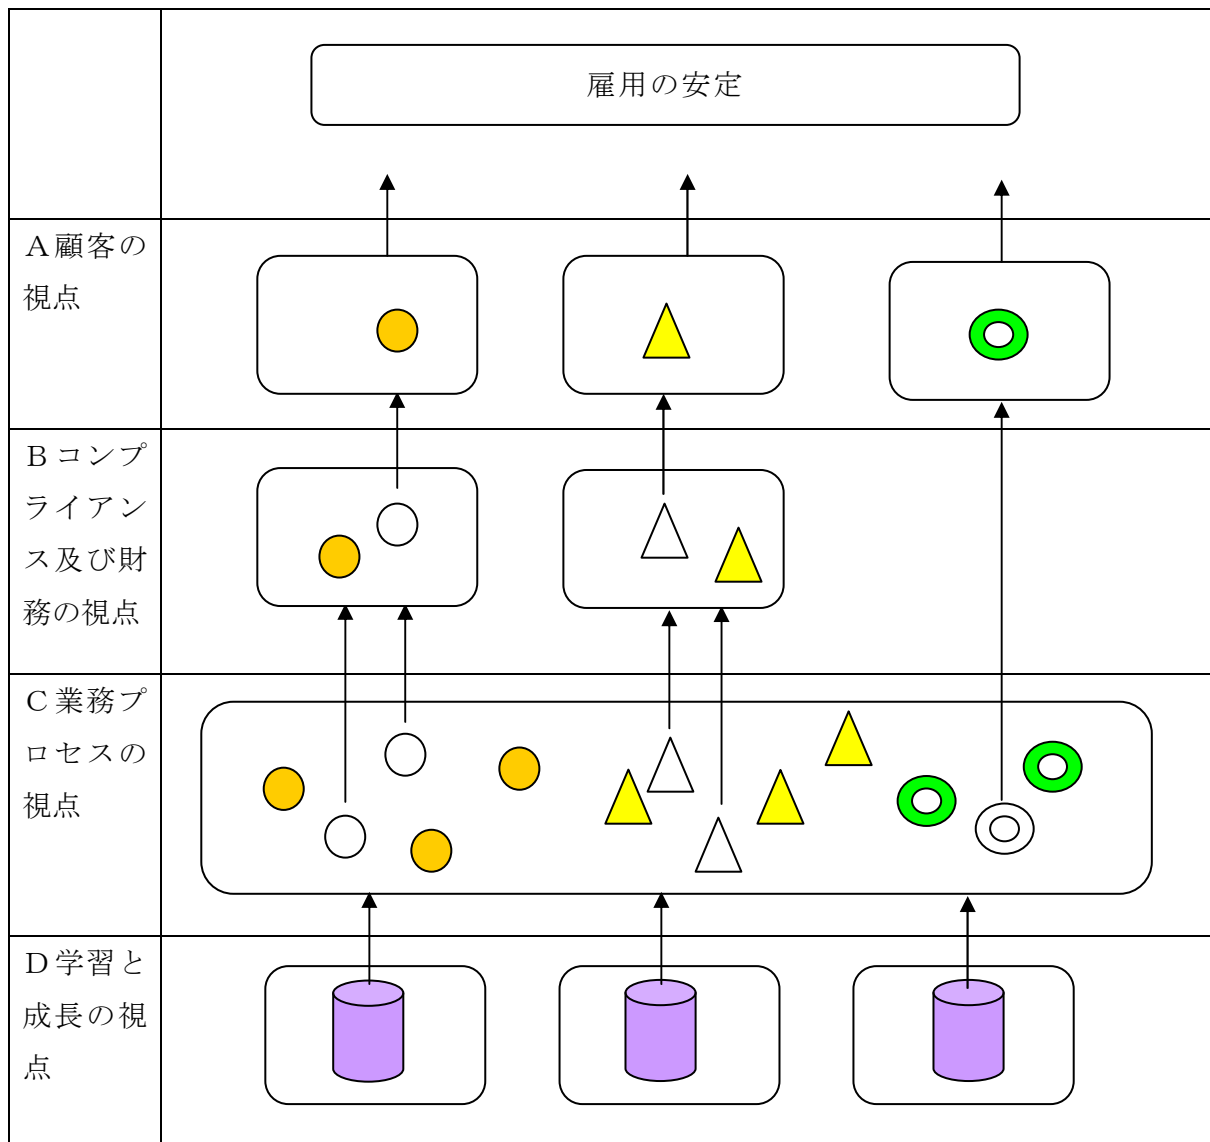 雇用の安定
A顧客の
視点
Bコンプ
ライアン
ス及び財
務の視点
C業務プ
ロセスの
視点
D学習と
成長の視
点